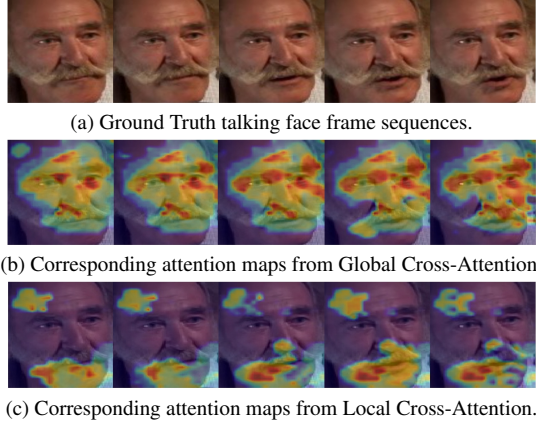 (a) Ground Truth talking face frame sequences.
(b) Corresponding attention maps from Global Cross-Attention
(c) Corresponding attention maps from Local Cross-Attention.